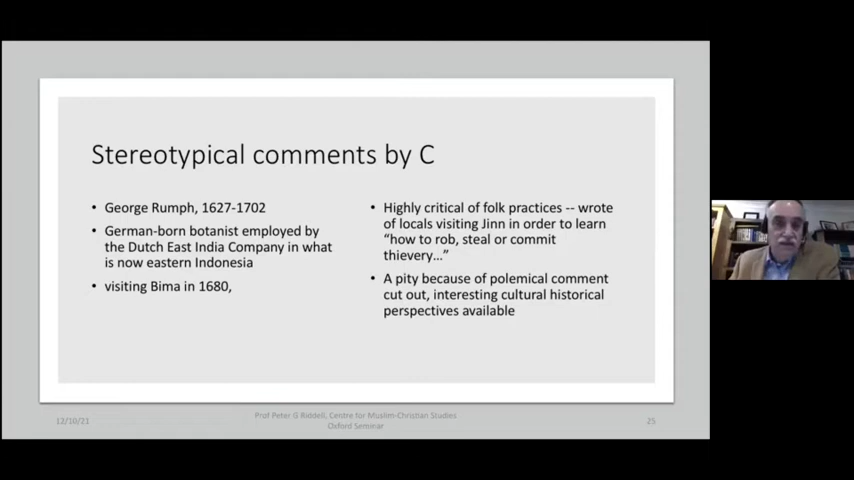 Stereotypical comments by C
• George Rumph, 1627-1702
• German-born botanist employed by
the Dutch East India Company in what
is now eastern Indonesia
• visiting Bima in 1680,
• Highly critical of folk practices -- wrote
of locals visiting Jinn in order to learn
“how to rob, steal or commit
thievery…”
• A pity because of polemical comment
cut out, interesting cultural historical
perspectives available
12/10/21
Prof Peter G Riddell, Centre for Muslim-Christian Studies
Oxford Seminar
25